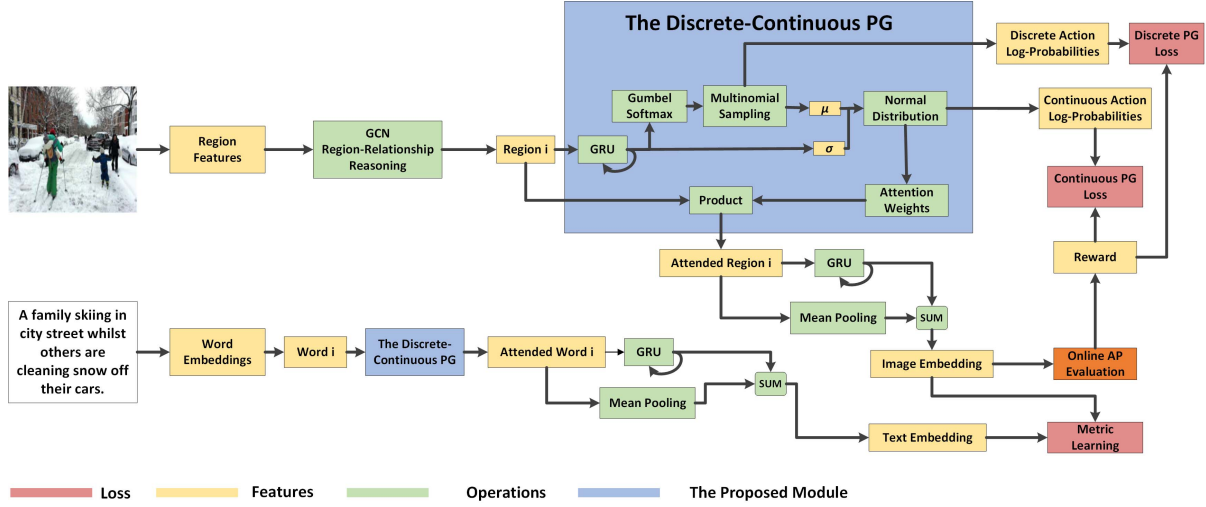 The Discrete-Continuous PG
Discrete Action
Log-Probabilities
Discrete PG
Loss
Gumbel
Softmax
Multinomial
Sampling
μ
Normal
Distribution
Continuous Action
Log-Probabilities
Region
Features
GCN
Region-Relationship
Reasoning
Region i
GRU
σ
Continuous PG
Loss
Product
Attention
Weights
Attended Region i
GRU
Reward
Mean Pooling
SUM
A family skiing in
city street whilst
others are
cleaning snow off
their cars.
Word
Embeddings
Word i
The Discrete-
Continuous PG
Attended Word i
GRU
Image Embedding
Online AP
Evaluation
Mean Pooling
SUM
Text Embedding
Metric
Learning
Loss
Features
Operations
The Proposed Module